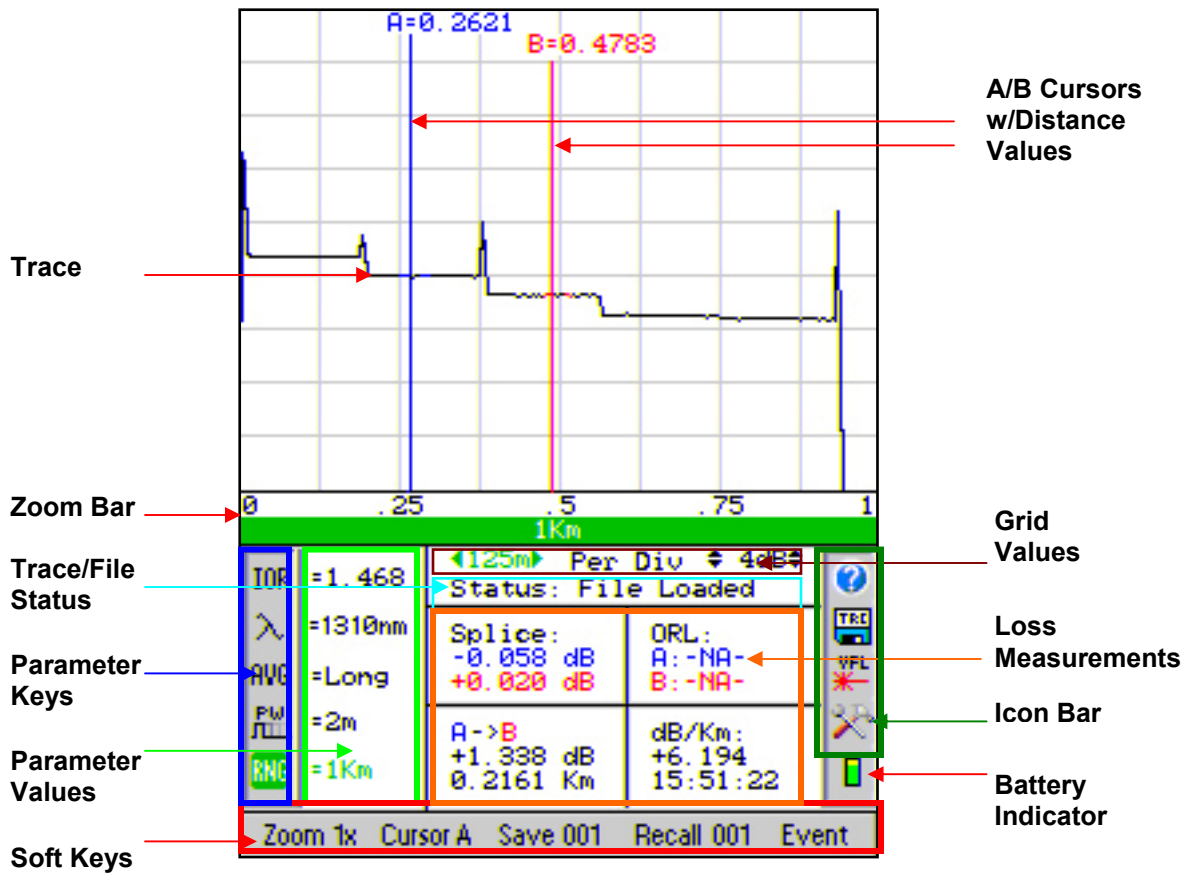 A=0.2621
B=0.4783
A/B Cursors
w/Distance
Values
Trace
Zoom Bar
0 .25 .5 .75 1
1Km
Grid
Values
Trace/File
Status
◀125m▶ Per Div ▲▼ 4dB▲▼
Status: File Loaded
IOR =1.468
λ =1310nm
AVG =Long
PW =2m
RNG =1Km
Parameter
Keys
Parameter
Values
Splice:
-0.058 dB
+0.020 dB
ORL:
A:-NA-
B:-NA-
A->B
+1.338 dB
0.2161 Km
dB/Km:
+6.194
15:51:22
?
TRC
VFL
Loss
Measurements
Icon Bar
Battery
Indicator
Soft Keys
Zoom 1x Cursor A Save 001 Recall 001 Event